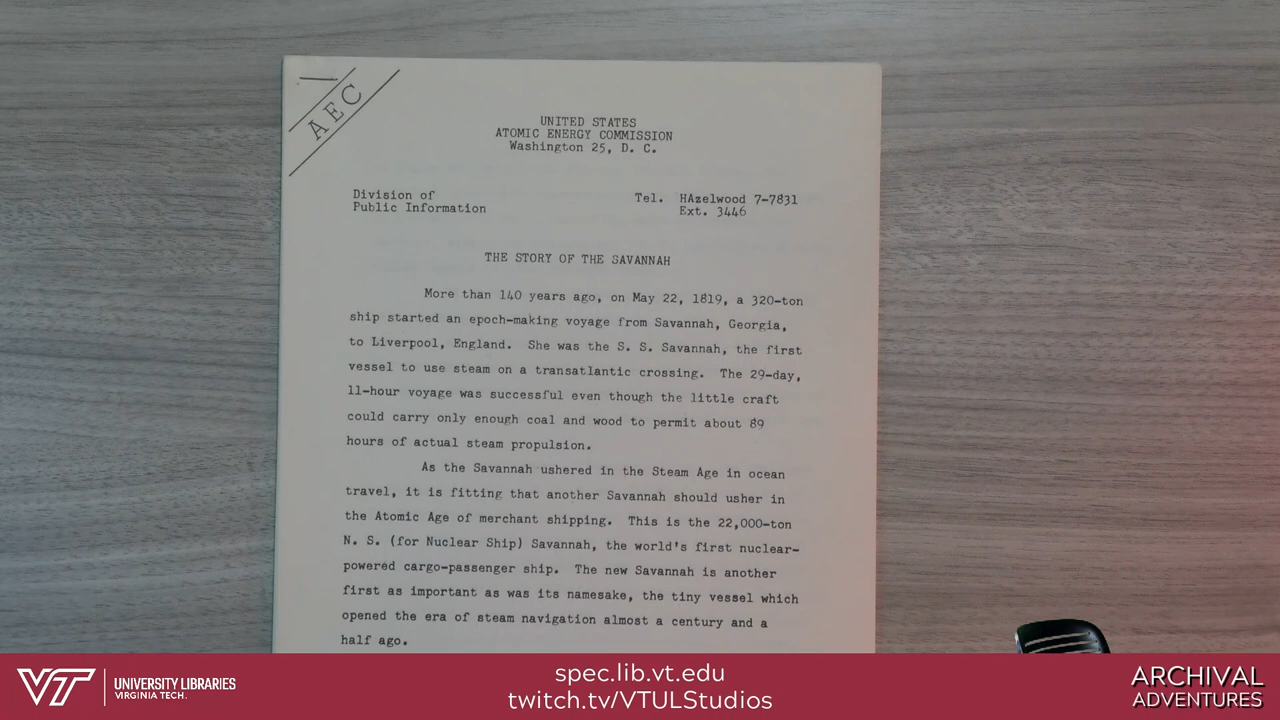 AEC
UNITED STATES
ATOMIC ENERGY COMMISSION
Washington 25, D. C.
Division of
Public Information
Tel. HAzelwood 7-7831
Ext. 3446
THE STORY OF THE SAVANNAH
More than 140 years ago, on May 22, 1819, a 320-ton
ship started an epoch-making voyage from Savannah, Georgia,
to Liverpool, England. She was the S. S. Savannah, the first
vessel to use steam on a transatlantic crossing. The 29-day,
11-hour voyage was successful even though the little craft
could carry only enough coal and wood to permit about 89
hours of actual steam propulsion.
As the Savannah ushered in the Steam Age in ocean
travel, it is fitting that another Savannah should usher in
the Atomic Age of merchant shipping. This is the 22,000-ton
N. S. (for Nuclear Ship) Savannah, the world's first nuclear-
powered cargo-passenger ship. The new Savannah is another
first as important as was its namesake, the tiny vessel which
opened the era of steam navigation almost a century and a
half ago.
VT
UNIVERSITY LIBRARIES
VIRGINIA TECH.
spec.lib.vt.edu
twitch.tv/VTULStudios
ARCHIVAL
ADVENTURES